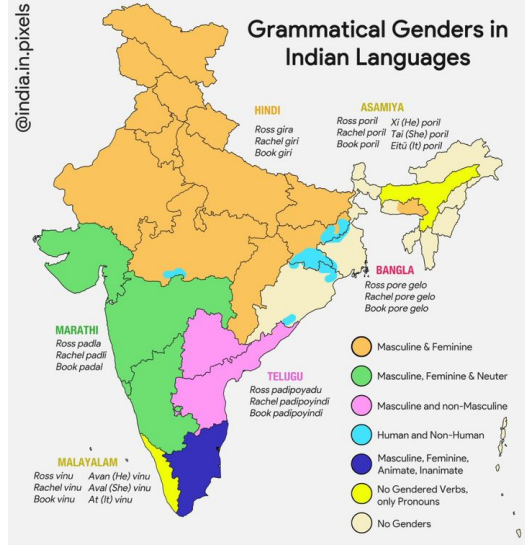 @india.in.pixels
Grammatical Genders in
Indian Languages
HINDI
Ross gira
Rachel giri
Book giri
ASAMIYA
Ross poril Xi (He) poril
Rachel poril Tai (She) poril
Book poril Eitü (It) poril
BANGLA
Ross pore gelo
Rachel pore gelo
Book pore gelo
MARATHI
Ross padla
Rachel padli
Book padal
TELUGU
Ross padipoyadu
Rachel padipoyindi
Book padipoyindi
MALAYALAM
Ross vinu Avan (He) vinu
Rachel vinu Aval (She) vinu
Book vinu At (It) vinu
Masculine & Feminine
Masculine, Feminine & Neuter
Masculine and non-Masculine
Human and Non-Human
Masculine, Feminine,
Animate, Inanimate
No Gendered Verbs,
only Pronouns
No Genders